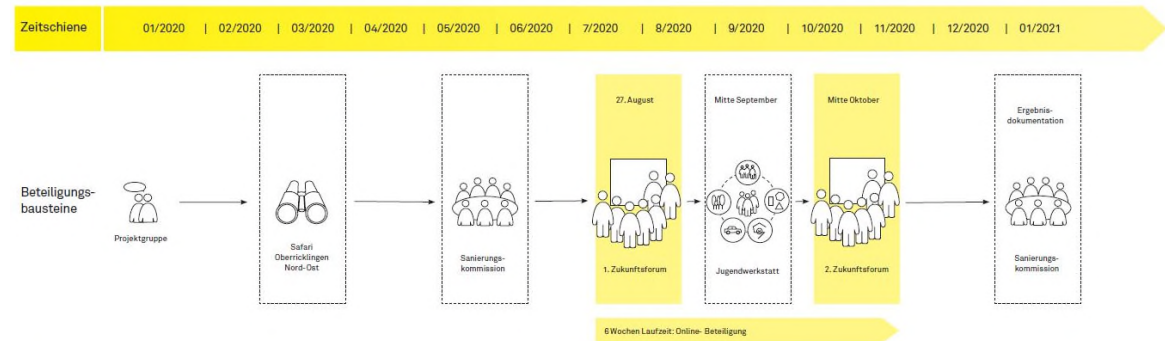 Zeitschiene 01/2020 | 02/2020 | 03/2020 | 04/2020 | 05/2020 | 06/2020 | 7/2020 | 8/2020 | 9/2020 | 10/2020 | 11/2020 | 12/2020 | 01/2021
27. August
Mitte September
Mitte Oktober
Ergebnis-
dokumentation
Beteiligungs-
bausteine
Projektgruppe
Safari
Oberricklingen
Nord-Ost
Sanierungs-
kommission
1. Zukunftsforum
Jugendwerkstatt
2. Zukunftsforum
Sanierungs-
kommission
6 Wochen Laufzeit: Online- Beteiligung